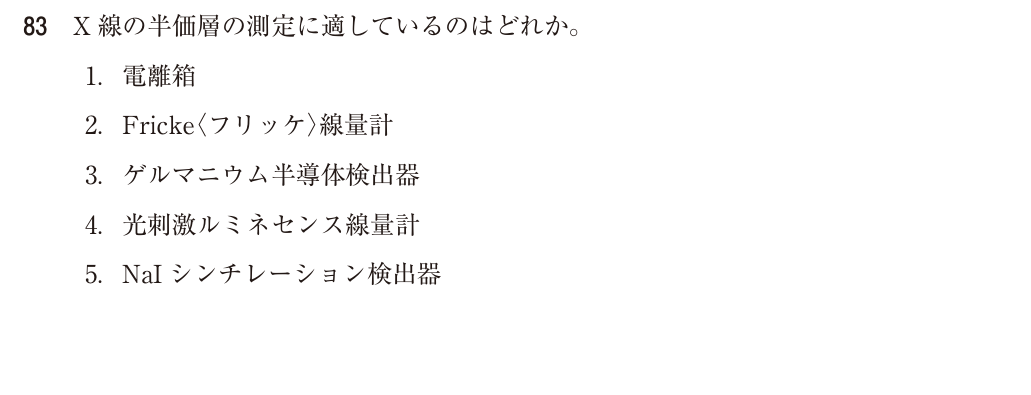 83 X 線の半価層の測定に適しているのはどれか。
1. 電離箱
2. Fricke〈フリッケ〉線量計
3. ゲルマニウム半導体検出器
4. 光刺激ルミネセンス線量計
5. NaI シンチレーション検出器